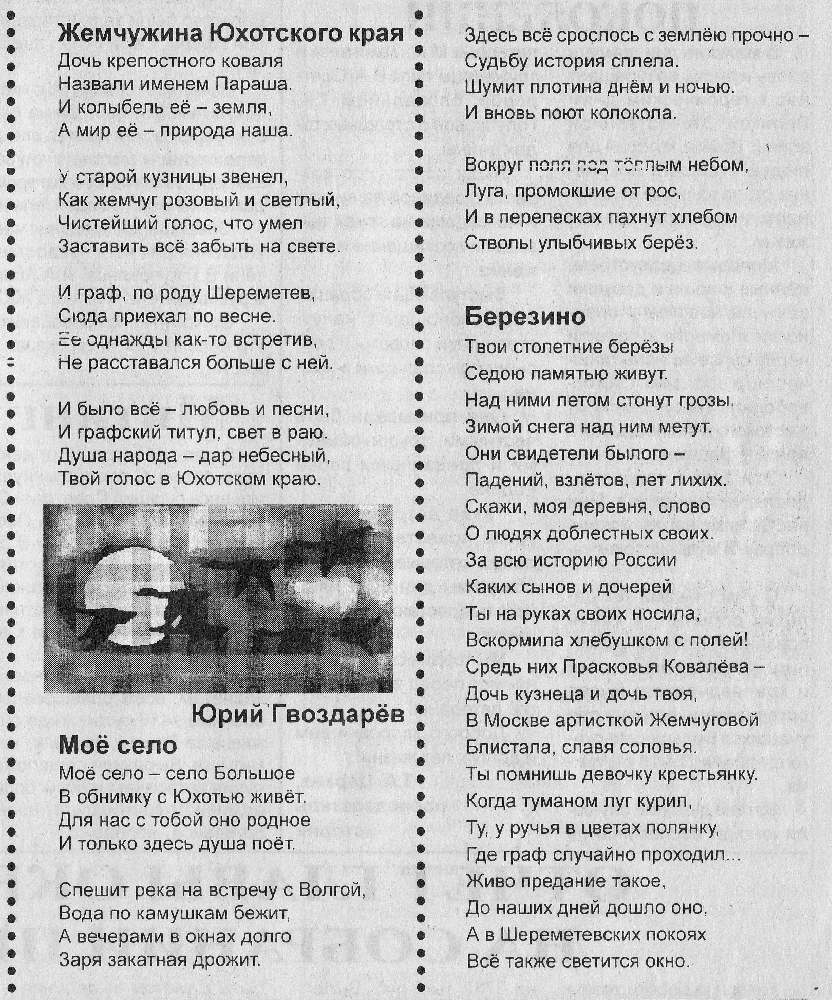 Жемчужина Юхотского края
Дочь крепостного коваля
Назвали именем Параша.
И колыбель её – земля,
А мир её – природа наша.
У старой кузницы звенел,
Как жемчуг розовый и светлый,
Чистейший голос, что умел
Заставить всё забыть на свете.
И граф, по роду Шереметев,
Сюда приехал по весне.
Её однажды как-то встретив,
Не расставался больше с ней.
И было всё – любовь и песни,
И графский титул, свет в раю.
Душа народа – дар небесный,
Твой голос в Юхотском краю.
Юрий Гвоздарёв
Моё село
Моё село – село Большое
В обнимку с Юхотью живёт.
Для нас с тобой оно родное
И только здесь душа поёт.
Спешит река на встречу с Волгой,
Вода по камушкам бежит,
А вечерами в окнах долго
Заря закатная дрожит.
Здесь всё срослось с землёю прочно –
Судьбу история сплела.
Шумит плотина днём и ночью.
И вновь поют колокола.
Вокруг поля под тёплым небом,
Луга, промокшие от рос,
И в перелесках пахнут хлебом
Стволы улыбчивых берёз.
Березино
Твои столетние берёзы
Седою памятью живут.
Над ними летом стонут грозы.
Зимой снега над ним метут.
Они свидетели былого –
Падений, взлётов, лет лихих.
Скажи, моя деревня, слово
О людях доблестных своих.
За всю историю России
Каких сынов и дочерей
Ты на руках своих носила,
Вскормила хлебушком с полей!
Средь них Прасковья Ковалёва –
Дочь кузнеца и дочь твоя,
В Москве артисткой Жемчуговой
Блистала, славя соловья.
Ты помнишь девочку крестьянку.
Когда туманом луг курил,
Ту, у ручья в цветах полянку,
Где граф случайно проходил...
Живо предание такое,
До наших дней дошло оно,
А в Шереметевских покоях
Всё также светится окно.